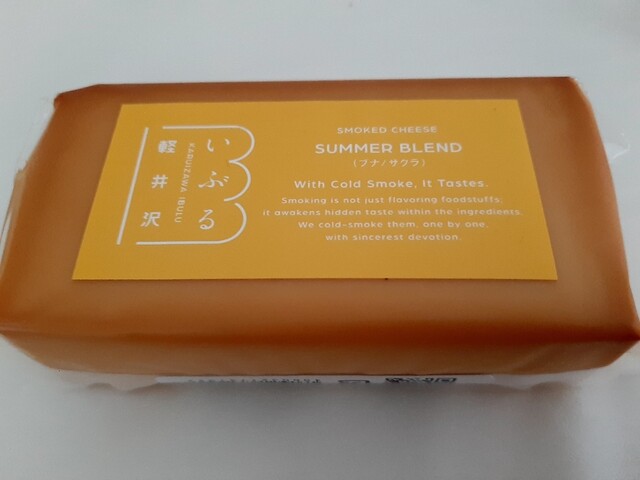 いぶる
KARUIZAWA IBULU
軽井沢
SMOKED CHEESE
SUMMER BLEND
(ブナ/サクラ)
With Cold Smoke, It Tastes.
Smoking is not just flavoring foodstuffs;
it awakens hidden taste within the ingredients.
We cold-smoke them, one by one,
with sincerest devotion.